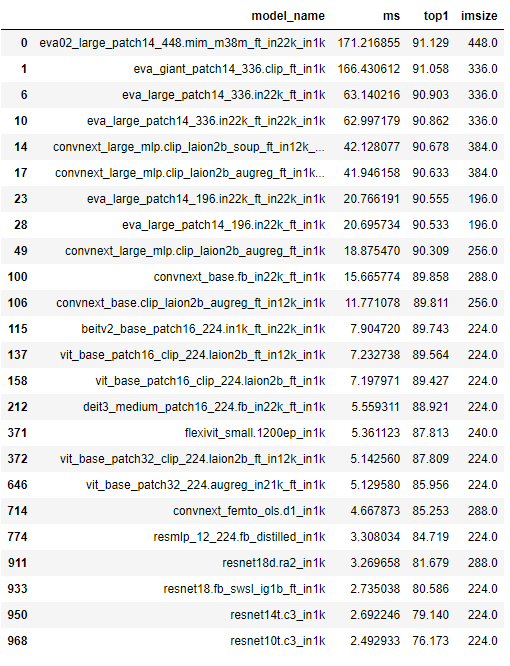 model_name ms top1 imsize
0 eva02_large_patch14_448.mim_m38m_ft_in22k_in1k 171.216855 91.129 448.0
1 eva_giant_patch14_336.clip_ft_in1k 166.430612 91.058 336.0
6 eva_large_patch14_336.in22k_ft_in22k_in1k 63.140216 90.903 336.0
10 eva_large_patch14_336.in22k_ft_in1k 62.997179 90.862 336.0
14 convnext_large_mlp.clip_laion2b_soup_ft_in12k_... 42.128077 90.678 384.0
17 convnext_large_mlp.clip_laion2b_augreg_ft_in1k... 41.946158 90.633 384.0
23 eva_large_patch14_196.in22k_ft_in22k_in1k 20.766191 90.555 196.0
28 eva_large_patch14_196.in22k_ft_in1k 20.695734 90.533 196.0
49 convnext_large_mlp.clip_laion2b_augreg_ft_in1k 18.875470 90.309 256.0
100 convnext_base.fb_in22k_ft_in1k 15.665774 89.858 288.0
106 convnext_base.clip_laion2b_augreg_ft_in12k_in1k 11.771078 89.811 256.0
115 beitv2_base_patch16_224.in1k_ft_in22k_in1k 7.904720 89.743 224.0
137 vit_base_patch16_clip_224.laion2b_ft_in12k_in1k 7.232738 89.564 224.0
158 vit_base_patch16_clip_224.laion2b_ft_in1k 7.197971 89.427 224.0
212 deit3_medium_patch16_224.fb_in22k_ft_in1k 5.559311 88.921 224.0
371 flexivit_small.1200ep_in1k 5.361123 87.813 240.0
372 vit_base_patch32_clip_224.laion2b_ft_in12k_in1k 5.142560 87.809 224.0
646 vit_base_patch32_224.augreg_in21k_ft_in1k 5.129580 85.956 224.0
714 convnext_femto_ols.d1_in1k 4.667873 85.253 288.0
774 resmlp_12_224.fb_distilled_in1k 3.308034 84.719 224.0
911 resnet18d.ra2_in1k 3.269658 81.679 288.0
933 resnet18.fb_swsl_ig1b_ft_in1k 2.735038 80.586 224.0
950 resnet14t.c3_in1k 2.692246 79.140 224.0
968 resnet10t.c3_in1k 2.492933 76.173 224.0